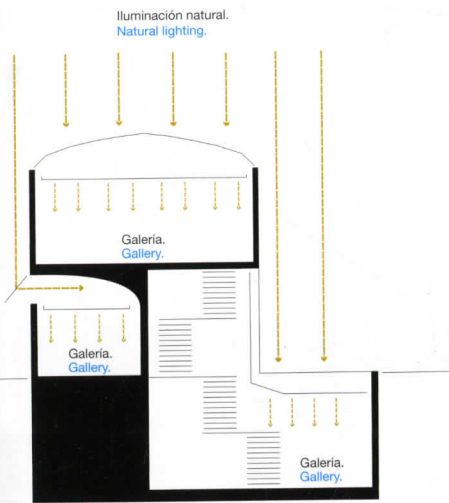 Iluminación natural.
Natural lighting.
Galería.
Gallery.
Galería.
Gallery.
Galería.
Gallery.